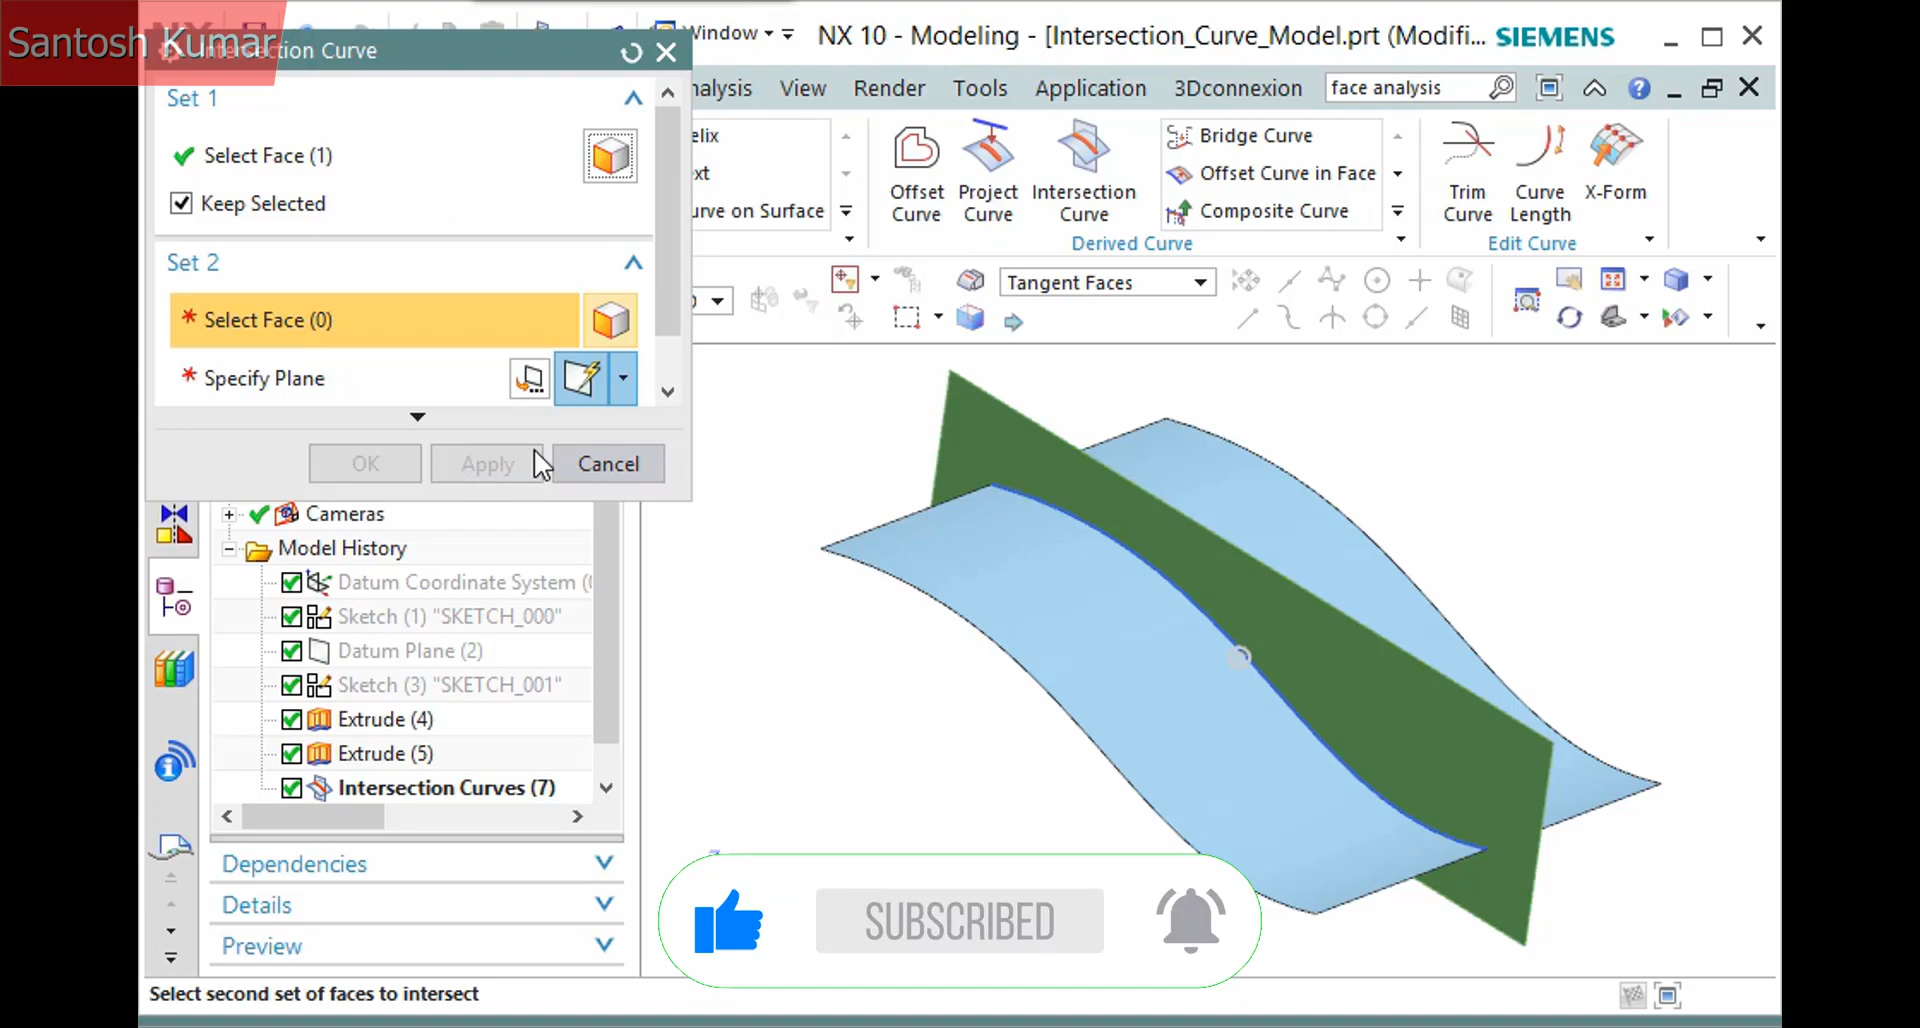 Santosh Kumar
Intersection Curve
Window
NX 10 - Modeling - [Intersection_Curve_Model.prt (Modifi... SIEMENS
nalysis View Render Tools Application 3Dconnexion face analysis
Set 1
Select Face (1)
Keep Selected
Set 2
* Select Face (0)
* Specify Plane
OK Apply Cancel
elix
ext
urve on Surface
Offset Curve
Project Curve
Intersection Curve
Bridge Curve
Offset Curve in Face
Composite Curve
Derived Curve
Trim Curve
Curve Length
X-Form
Edit Curve
Tangent Faces
Cameras
Model History
Datum Coordinate System (
Sketch (1) "SKETCH_000"
Datum Plane (2)
Sketch (3) "SKETCH_001"
Extrude (4)
Extrude (5)
Intersection Curves (7)
Dependencies
Details
Preview
SUBSCRIBED
Select second set of faces to intersect